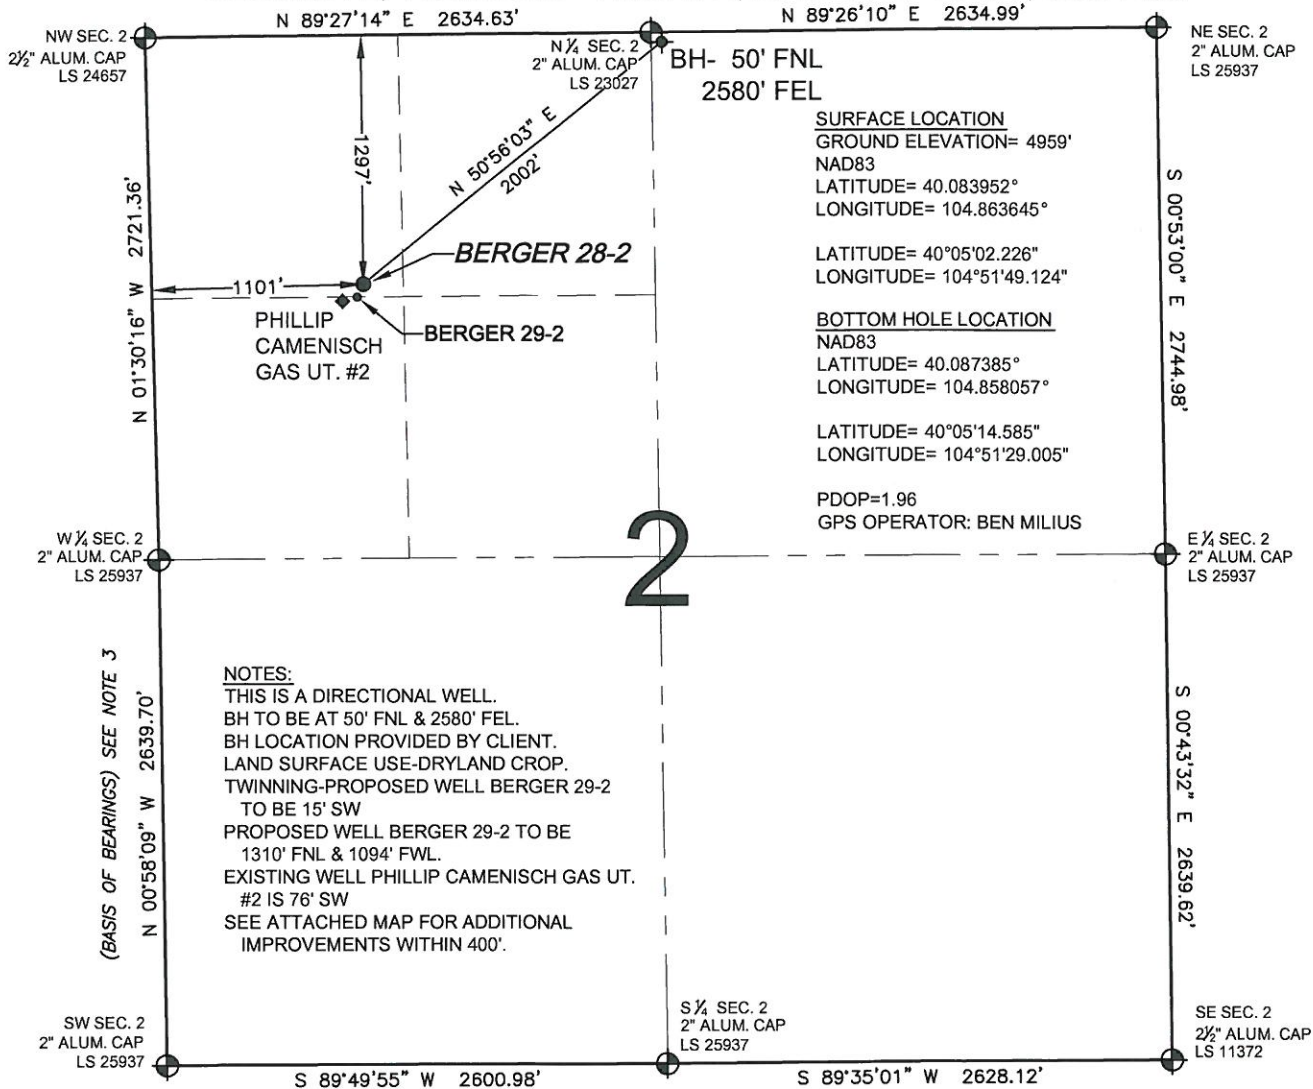 N 89°27'14" E 2634.63'
N 89°26'10" E 2634.99'
NW SEC. 2
2½" ALUM. CAP
LS 24657
N ¼ SEC. 2
2" ALUM. CAP
LS 23027
NE SEC. 2
2" ALUM. CAP
LS 25937
BH- 50' FNL
2580' FEL
SURFACE LOCATION
GROUND ELEVATION= 4959'
NAD83
LATITUDE= 40.083952°
LONGITUDE= 104.863645°
LATITUDE= 40°05'02.226"
LONGITUDE= 104°51'49.124"
BOTTOM HOLE LOCATION
NAD83
LATITUDE= 40.087385°
LONGITUDE= 104.858057°
LATITUDE= 40°05'14.585"
LONGITUDE= 104°51'29.005"
PDOP=1.96
GPS OPERATOR: BEN MILIUS
1297'
N 50°56'03" E
2002'
N 01°30'16" W 2721.36'
S 00°53'00" E 2744.98'
BERGER 28-2
1101'
PHILLIP
CAMENISCH
GAS UT. #2
BERGER 29-2
W ¼ SEC. 2
2" ALUM. CAP
LS 25937
2
E ¼ SEC. 2
2" ALUM. CAP
LS 25937
(BASIS OF BEARINGS) SEE NOTE 3
N 00°58'09" W 2639.70'
NOTES:
THIS IS A DIRECTIONAL WELL.
BH TO BE AT 50' FNL & 2580' FEL.
BH LOCATION PROVIDED BY CLIENT.
LAND SURFACE USE-DRYLAND CROP.
TWINNING-PROPOSED WELL BERGER 29-2
TO BE 15' SW
PROPOSED WELL BERGER 29-2 TO BE
1310' FNL & 1094' FWL.
EXISTING WELL PHILLIP CAMENISCH GAS UT.
#2 IS 76' SW
SEE ATTACHED MAP FOR ADDITIONAL
IMPROVEMENTS WITHIN 400'.
S 00°43'32" E 2639.62'
SW SEC. 2
2" ALUM. CAP
LS 25937
S ¼ SEC. 2
2" ALUM. CAP
LS 25937
SE SEC. 2
2½" ALUM. CAP
LS 11372
S 89°49'55" W 2600.98'
S 89°35'01" W 2628.12'